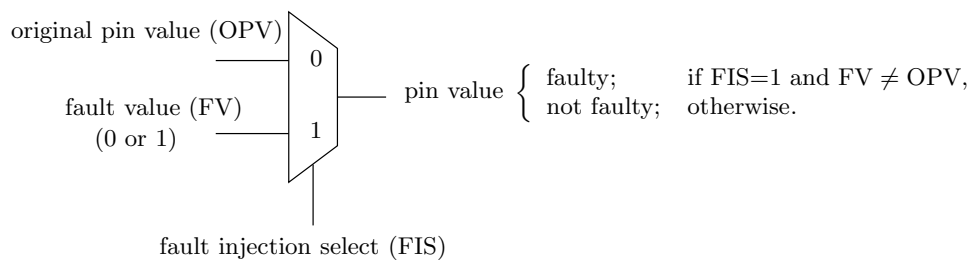 original pin value (OPV)
0
pin value { faulty; if FIS=1 and FV ≠ OPV,
not faulty; otherwise.
fault value (FV)
(0 or 1)
1
fault injection select (FIS)